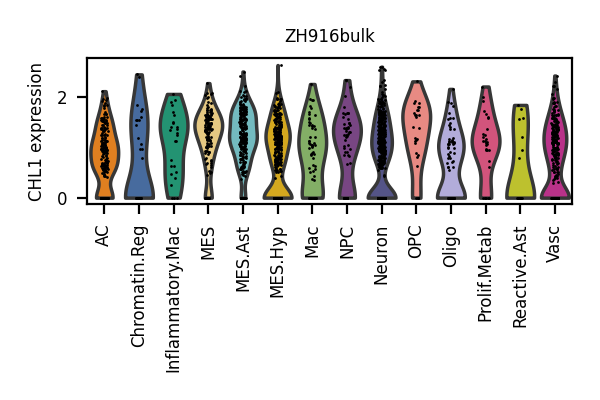 ZH916bulk
CHL1 expression
2
0
AC
Chromatin.Reg
Inflammatory.Mac
MES
MES.Ast
MES.Hyp
Mac
NPC
Neuron
OPC
Oligo
Prolif.Metab
Reactive.Ast
Vasc